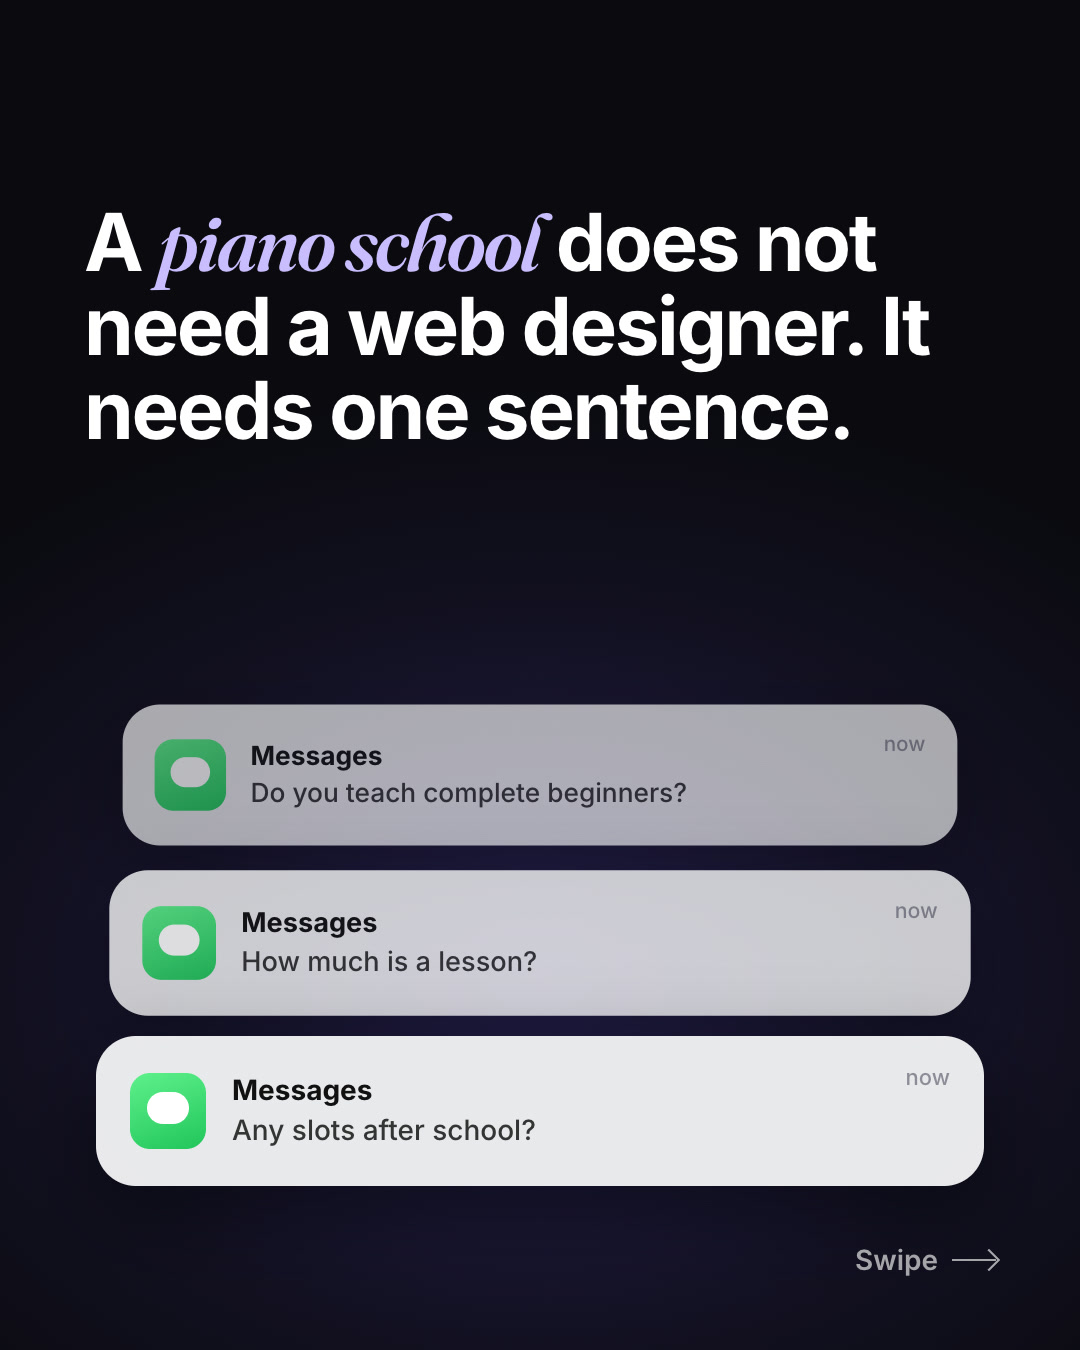 A piano school does not
need a web designer. It
needs one sentence.
Messages
now
Do you teach complete beginners?
Messages
now
How much is a lesson?
Messages
now
Any slots after school?
Swipe